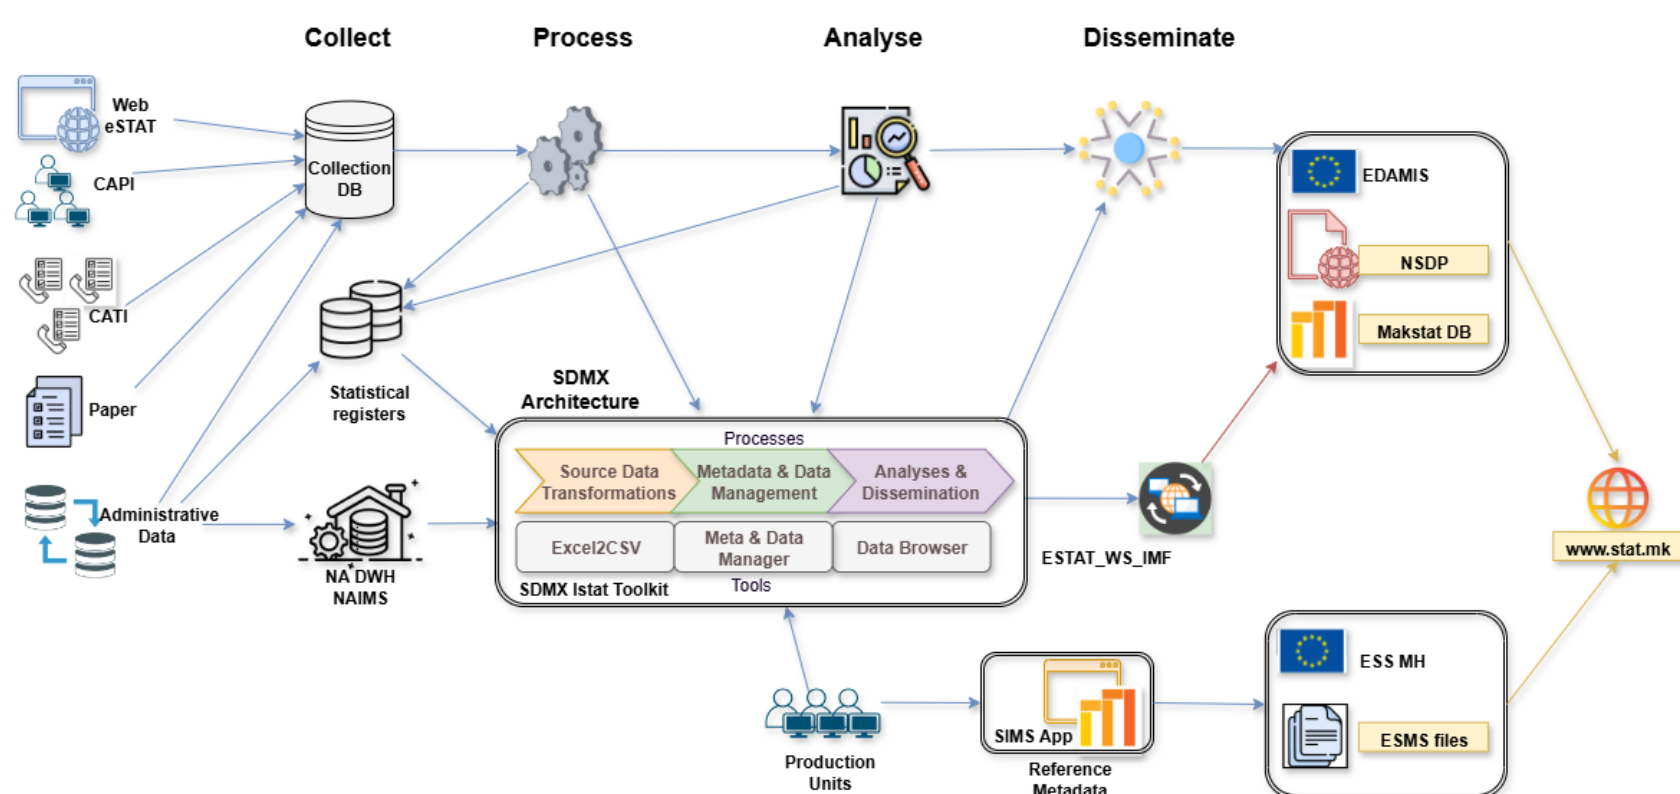 Collect
Process
Analyse
Disseminate
Web
eSTAT
CAPI
CATI
Paper
Administrative
Data
Collection
DB
Statistical
registers
NA DWH
NAIMS
SDMX
Architecture
Processes
Source Data
Transformations
Metadata & Data
Management
Analyses &
Dissemination
Excel2CSV
Meta & Data
Manager
Data Browser
SDMX Istat Toolkit
Tools
ESTAT_WS_IMF
EDAMIS
NSDP
Makstat DB
www.stat.mk
Production
Units
SIMS App
Reference
Metadata
ESS MH
ESMS files